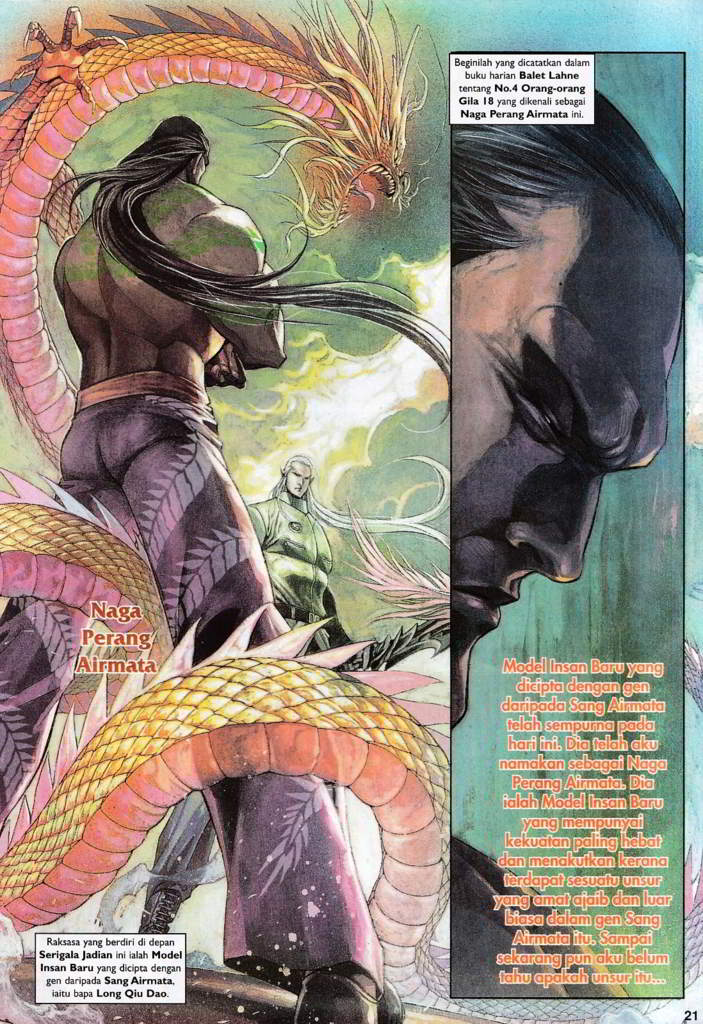 Beginilah yang dicatatkan dalam
buku harian Balet Lahne
tentang No.4 Orang-orang
Gila 18 yang dikenali sebagai
Naga Perang Airmata ini.
Naga
Perang
Airmata
Model Insan Baru yang
dicipta dengan gen
daripada Sang Airmata
telah sempurna pada
hari ini. Dia telah aku
namakan sebagai Naga
Perang Airmata. Dia
ialah Model Insan Baru
yang mempunyai
kekuatan paling hebat
dan menakutkan kerana
terdapat sesuatu unsur
yang amat ajaib dan luar
biasa dalam gen Sang
Airmata itu. Sampai
sekarang pun aku belum
tahu apakah unsur itu...
Raksasa yang berdiri di depan
Serigala Jadian ini ialah Model
Insan Baru yang dicipta dengan
gen daripada Sang Airmata,
iaitu bapa Long Qiu Dao.
21